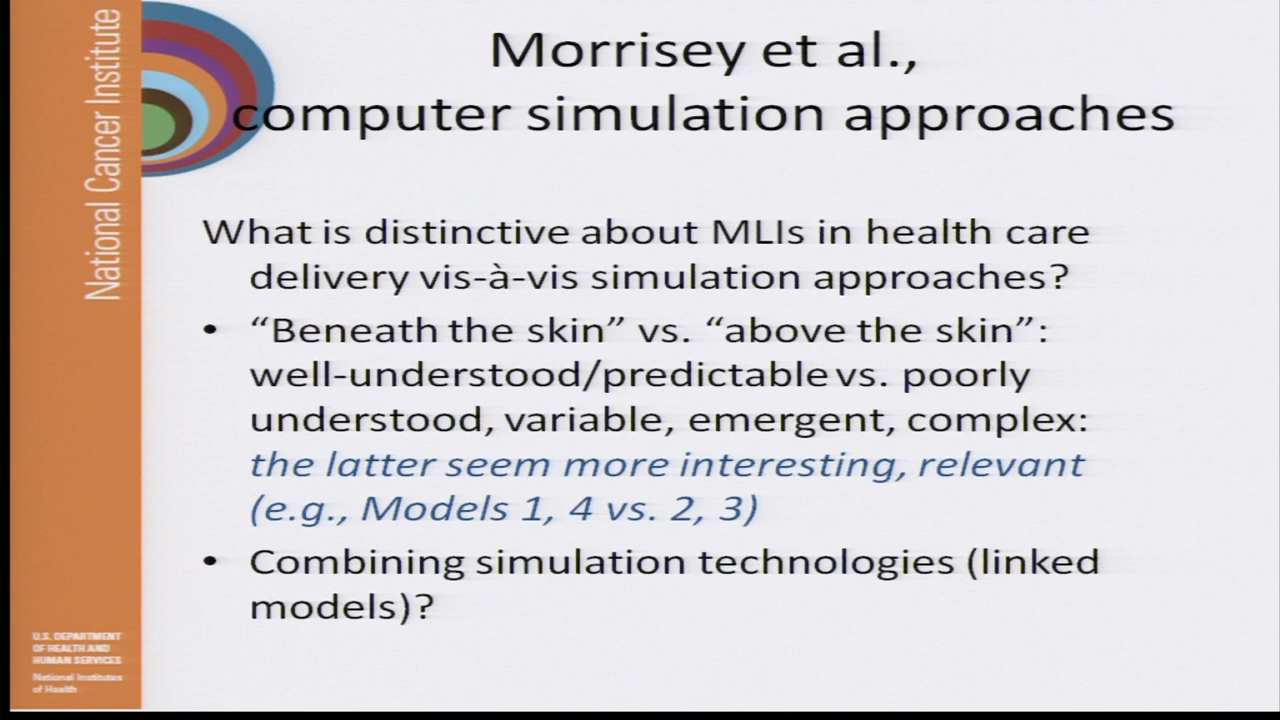 National Cancer Institute
Morrisey et al.,
computer simulation approaches
What is distinctive about MLIs in health care
delivery vis-à-vis simulation approaches?
• “Beneath the skin” vs. “above the skin”:
well-understood/predictable vs. poorly
understood, variable, emergent, complex:
the latter seem more interesting, relevant
(e.g., Models 1, 4 vs. 2, 3)
• Combining simulation technologies (linked
models)?
U.S. DEPARTMENT
OF HEALTH AND
HUMAN SERVICES
National Institutes
of Health